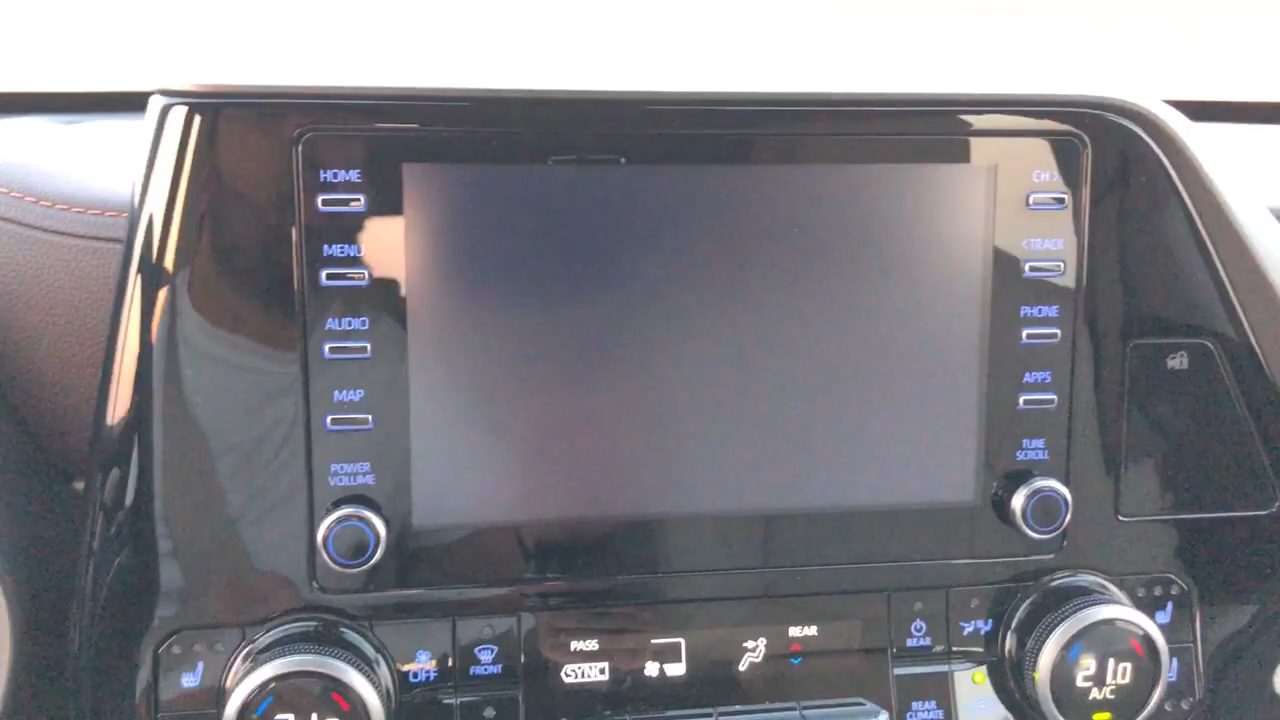 HOME
MENU
AUDIO
MAP
POWER
VOLUME
CH >
< TRACK
PHONE
APPS
TUNE
SCROLL
OFF
FRONT
PASS
SYNC
REAR
REAR
REAR
CLIMATE
21.0
A/C